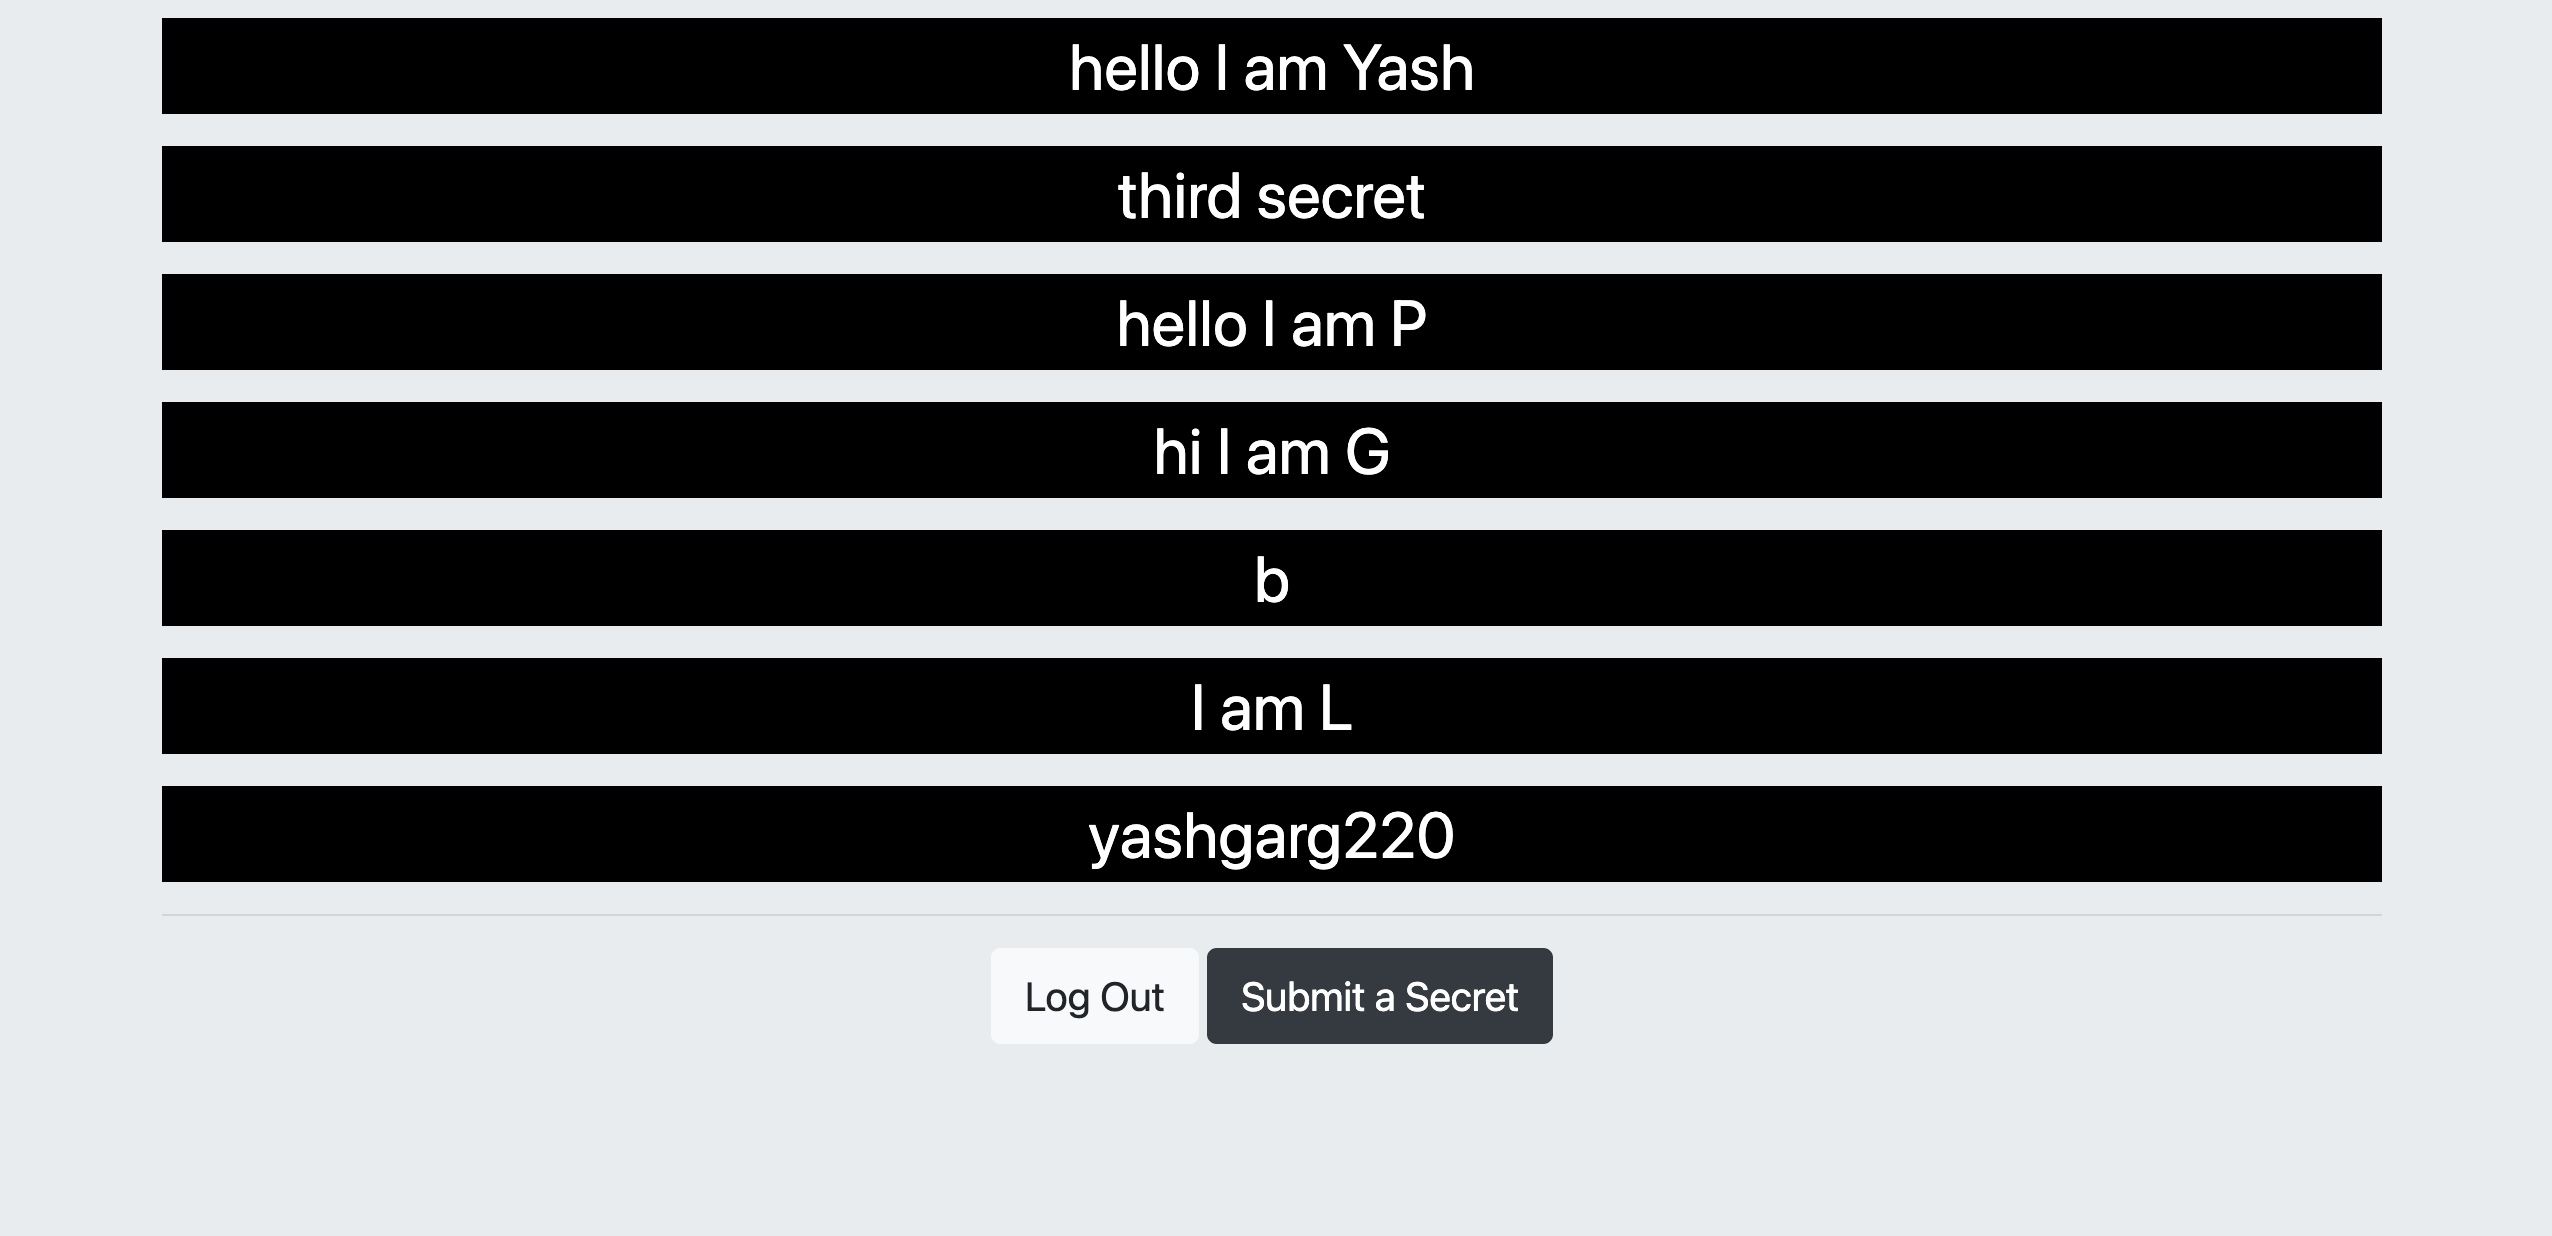 hello I am Yash
third secret
hello I am P
hi I am G
b
I am L
yashgarg220
Log Out
Submit a Secret